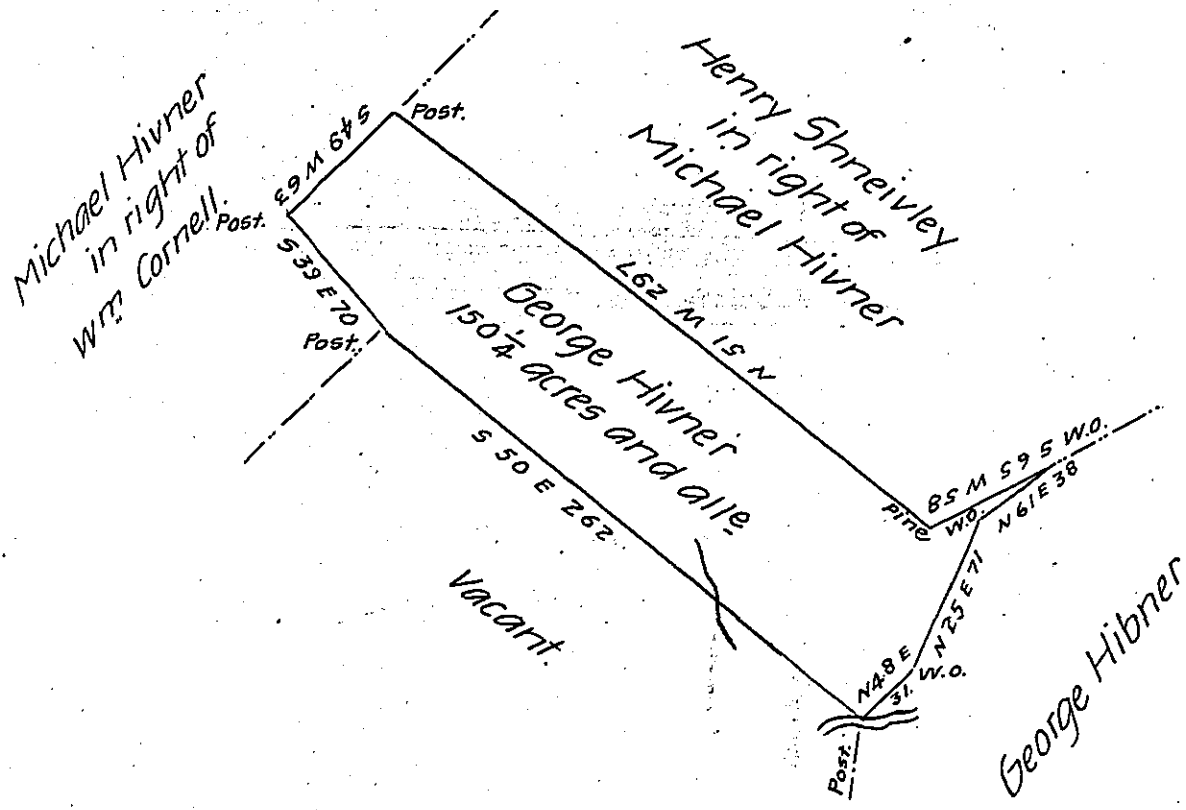 Michael Hivner
in right of
Wm Cornell.
Henry Shneivley
in right of
Michael Hivner
Post.
S 49 W 63
Post.
S 39 E 70
Post.
N 51 W 297
George Hivner
150¼ acres and alle
S 50 E 262
Vacant.
Pine
S 65 W 58
W.O.
W.O.
N 61 E 38
N 25 E 71
W.O.
N 48 E
31.
Post.
George Hibner